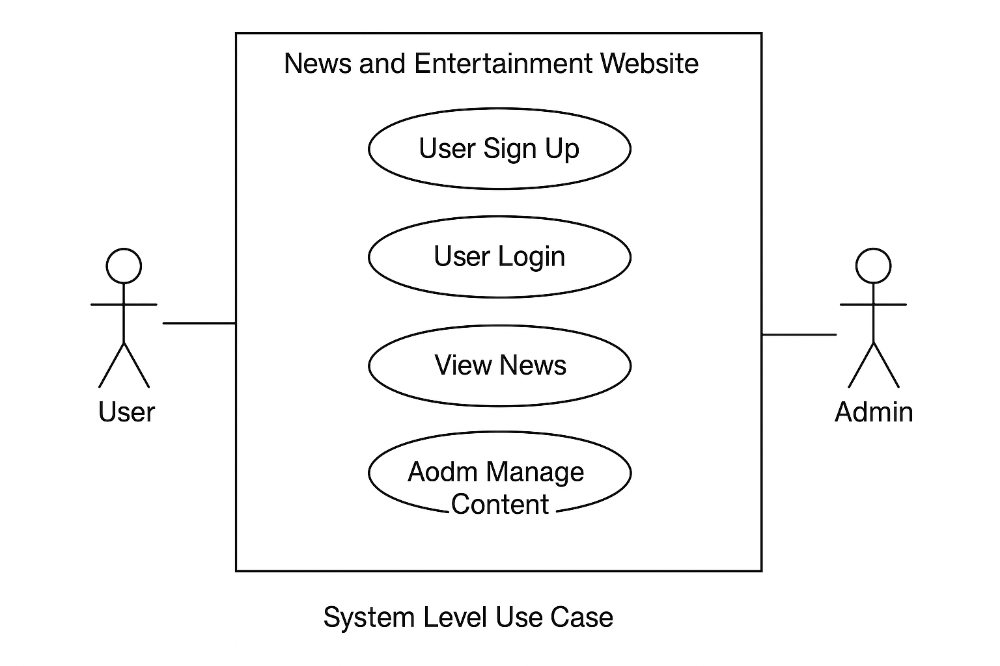 News and Entertainment Website
User Sign Up
User Login
View News
Aodm Manage
Content
User
Admin
System Level Use Case